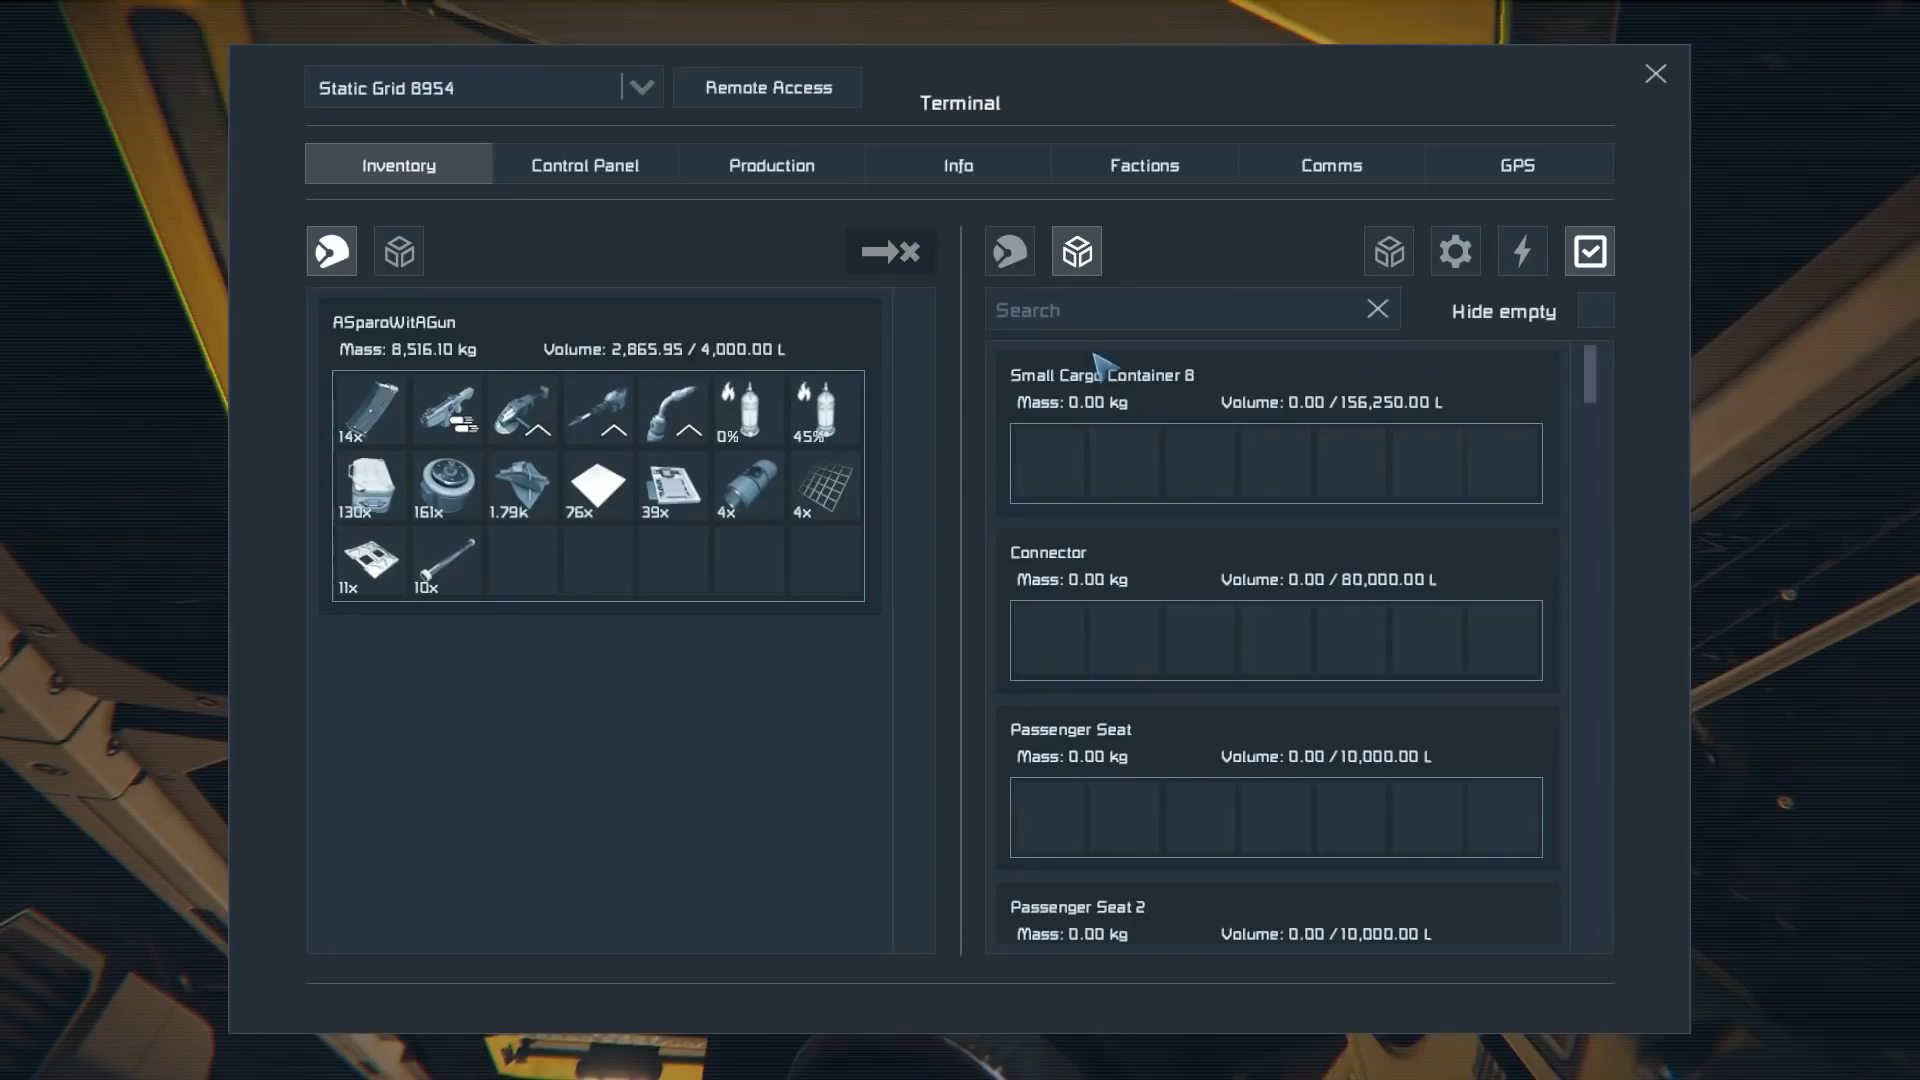 Static Grid 8954
Remote Access
Terminal
Inventory
Control Panel
Production
Info
Factions
Comms
GPS
Search
Hide empty
ASparoWitAGun
Mass: 8,516.10 kg
Volume: 2,865.95 / 4,000.00 L
14x
0%
45%
130x
161x
1.79k
76x
39x
4x
4x
11x
10x
Small Cargo Container 8
Mass: 0.00 kg
Volume: 0.00 / 156,250.00 L
Connector
Mass: 0.00 kg
Volume: 0.00 / 80,000.00 L
Passenger Seat
Mass: 0.00 kg
Volume: 0.00 / 10,000.00 L
Passenger Seat 2
Mass: 0.00 kg
Volume: 0.00 / 10,000.00 L